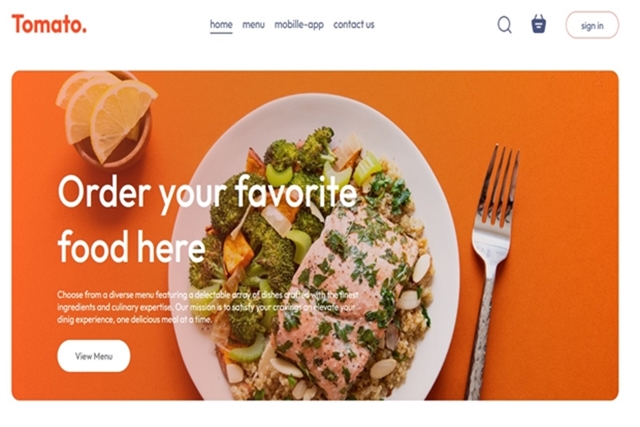 Tomato.
home menu mobille-app contact us
sign in
Order your favorite
food here
Choose from a diverse menu featuring a delectable array of dishes crafted with the finest
ingredients and culinary expertise. Our mission is to satisfy your cravings an elevate your
dinig experience, one delicious meal at a time.
View Menu